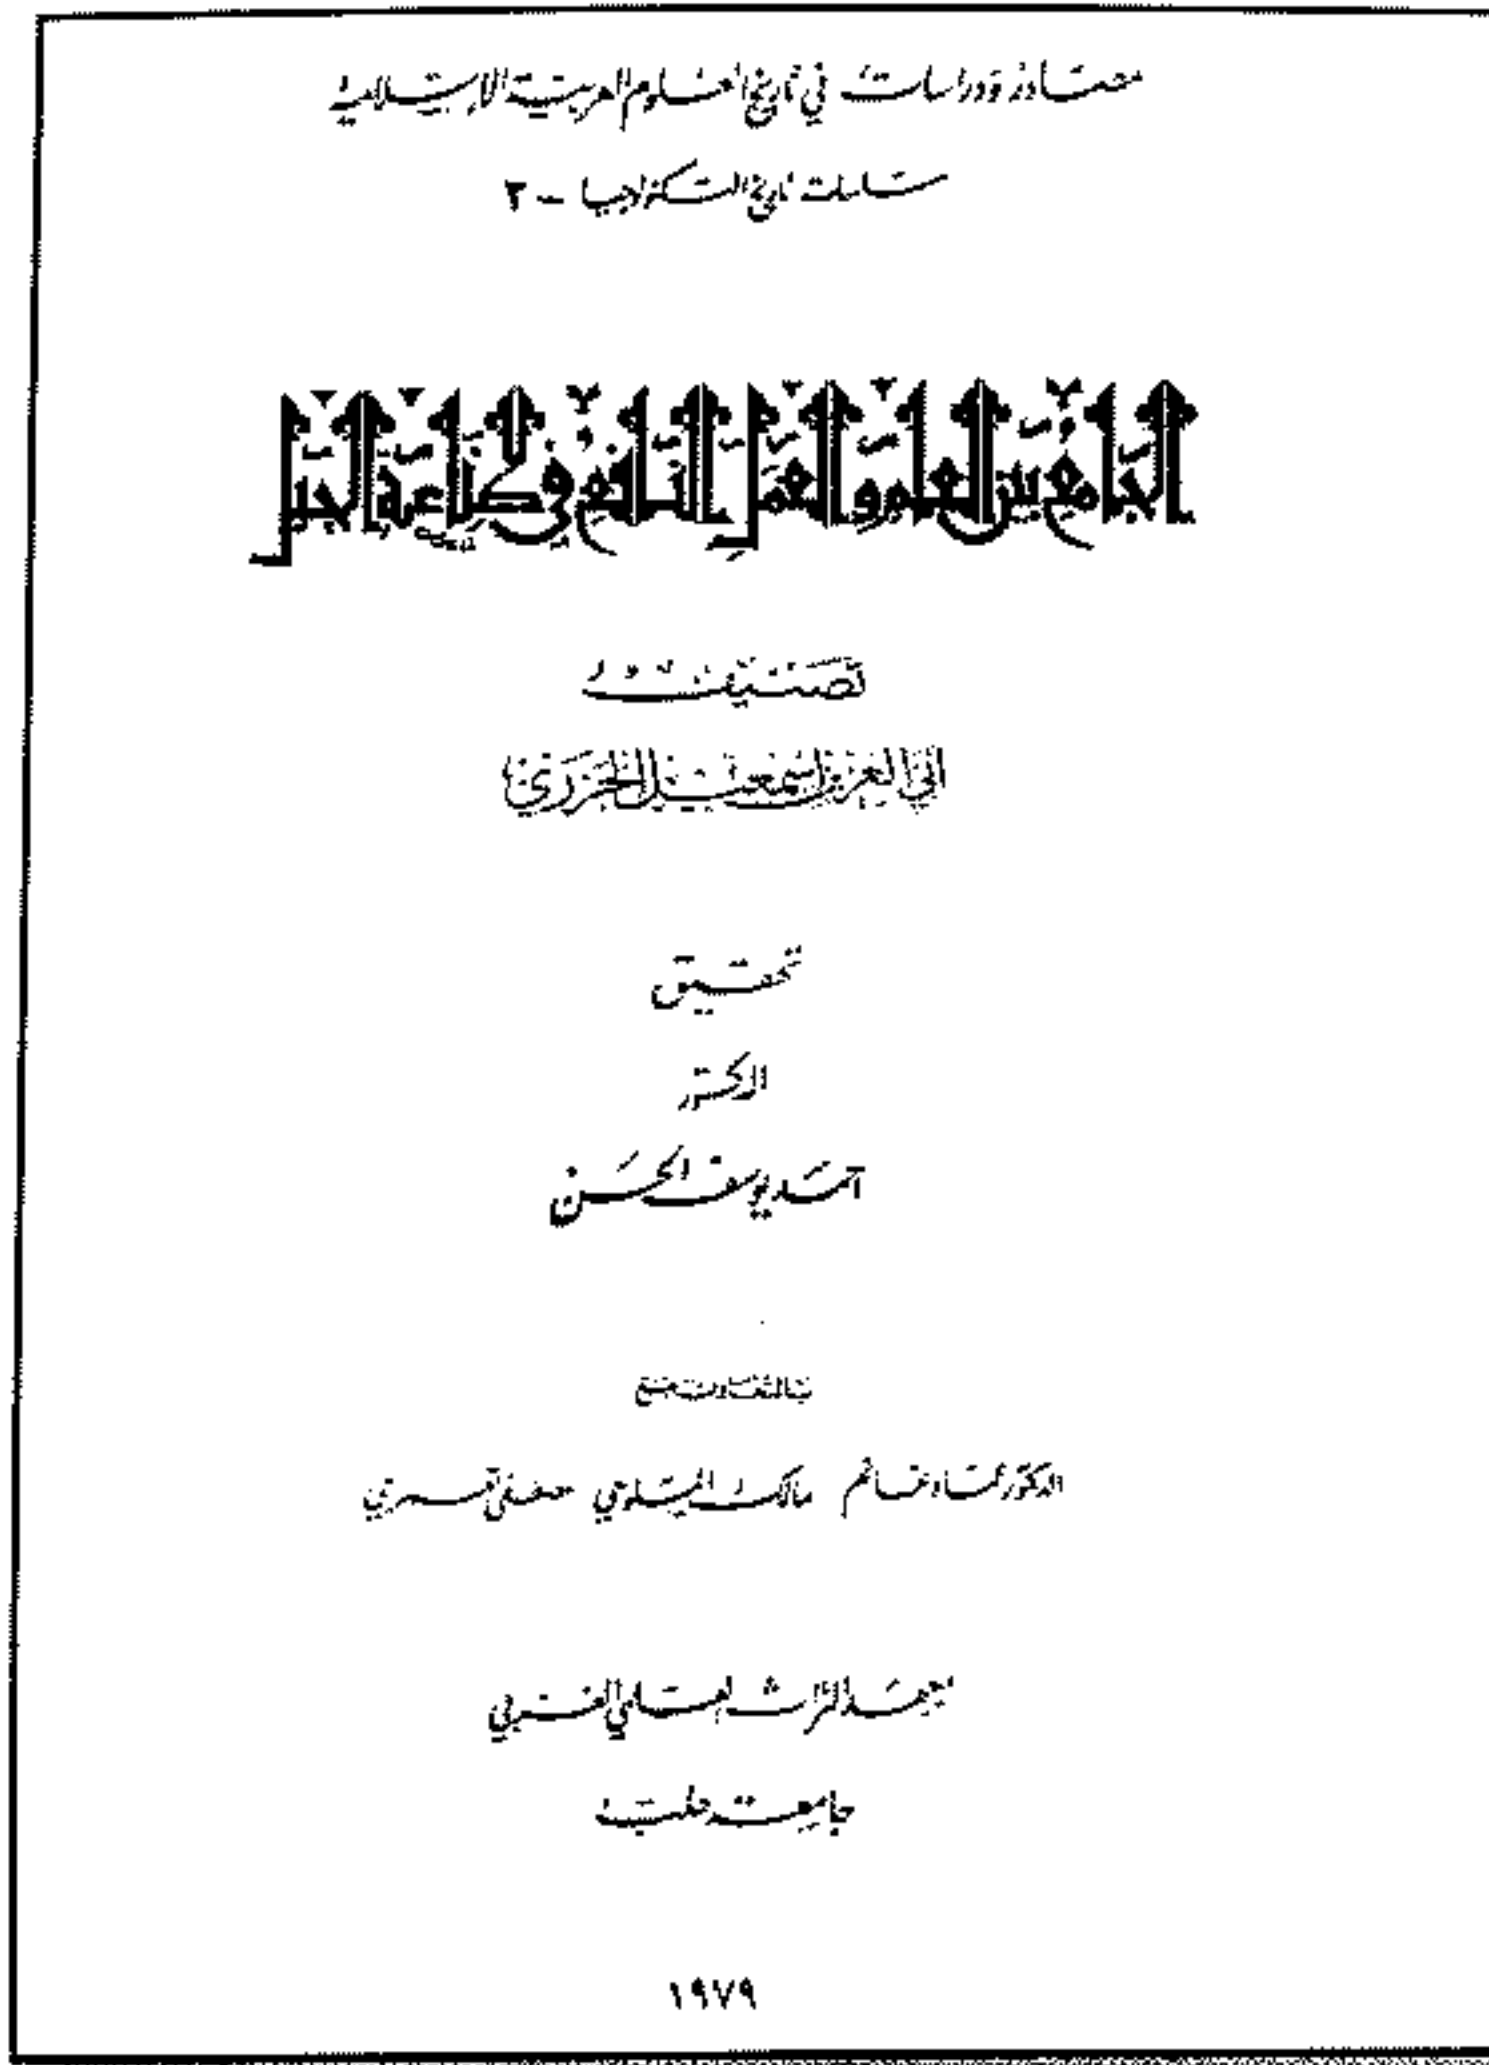 مصادر ودراسات في تاريخ العلوم العربية الإسلامية
سلسلة تاريخ التكنولوجيا - ٢
الجامع بين العلم والعمل النافع في صناعة الحيل
تصنيف
أبي العز بن إسمعيل الجزري
تحقيق
الدكتور
أحمد يوسف الحسن
بالتعاون مع
الدكتور عماد غانم مالك الملوحي مصطفى تعمري
معهد التراث العلمي العربي
جامعة حلب
١٩٧٩